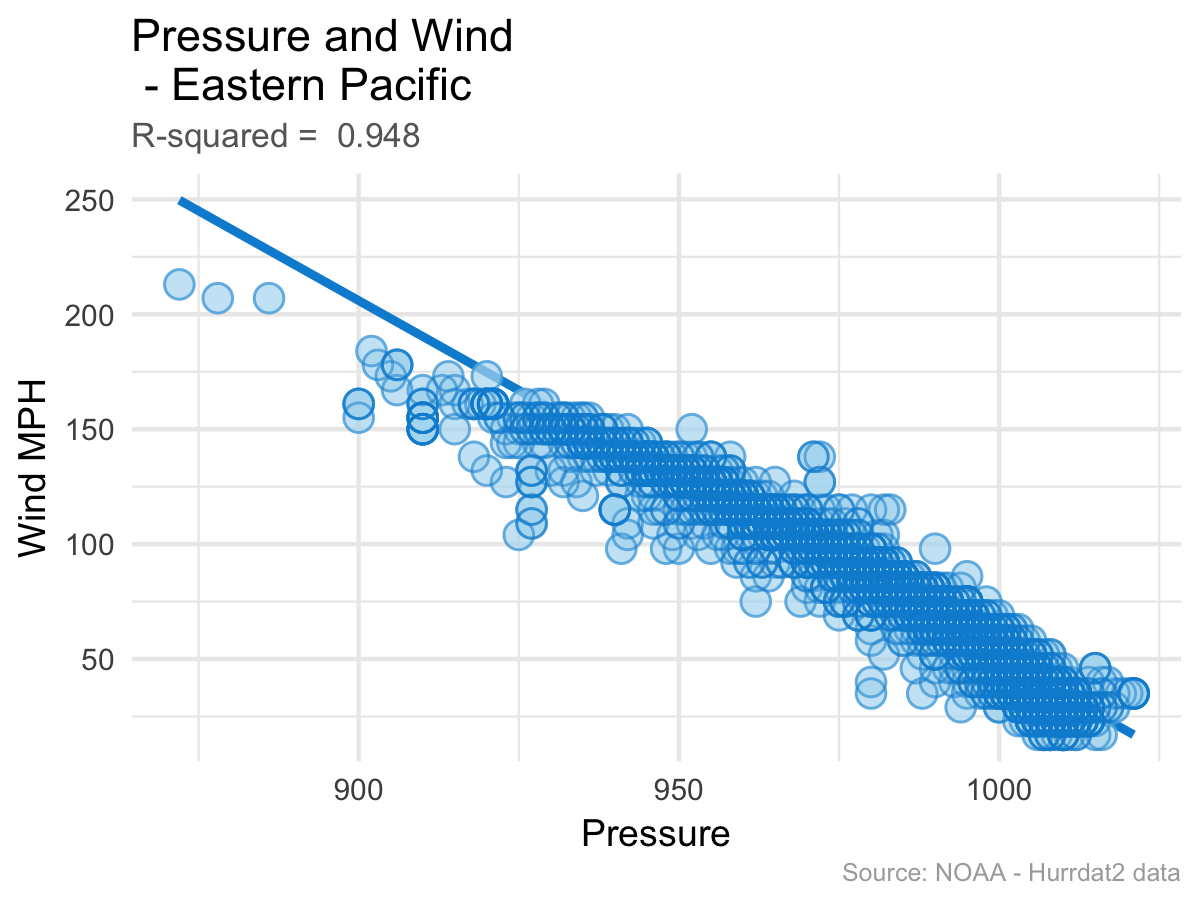 Pressure and Wind
- Eastern Pacific
R-squared =  0.948
250
200
150
100
50
Wind MPH
900
950
1000
Pressure
Source: NOAA - Hurrdat2 data